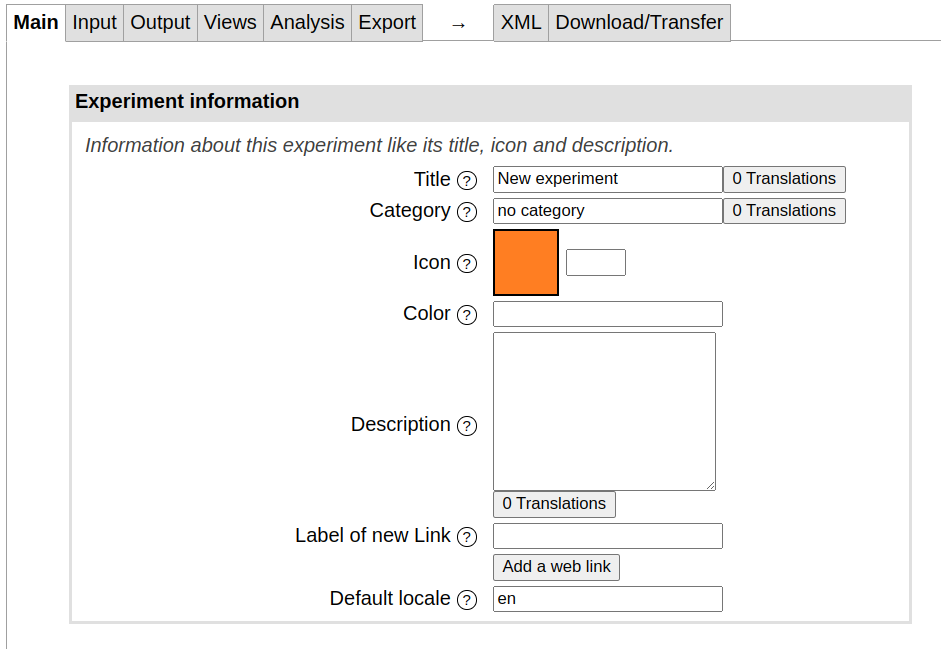 Main Input Output Views Analysis Export → XML Download/Transfer
Experiment information
Information about this experiment like its title, icon and description.
Title ? New experiment 0 Translations
Category ? no category 0 Translations
Icon ?
Color ?
Description ?
0 Translations
Label of new Link ?
Add a web link
Default locale ? en